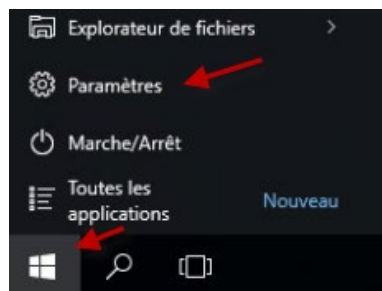 Explorateur de fichiers
Paramètres
Marche/Arrêt
Toutes les
applications
Nouveau